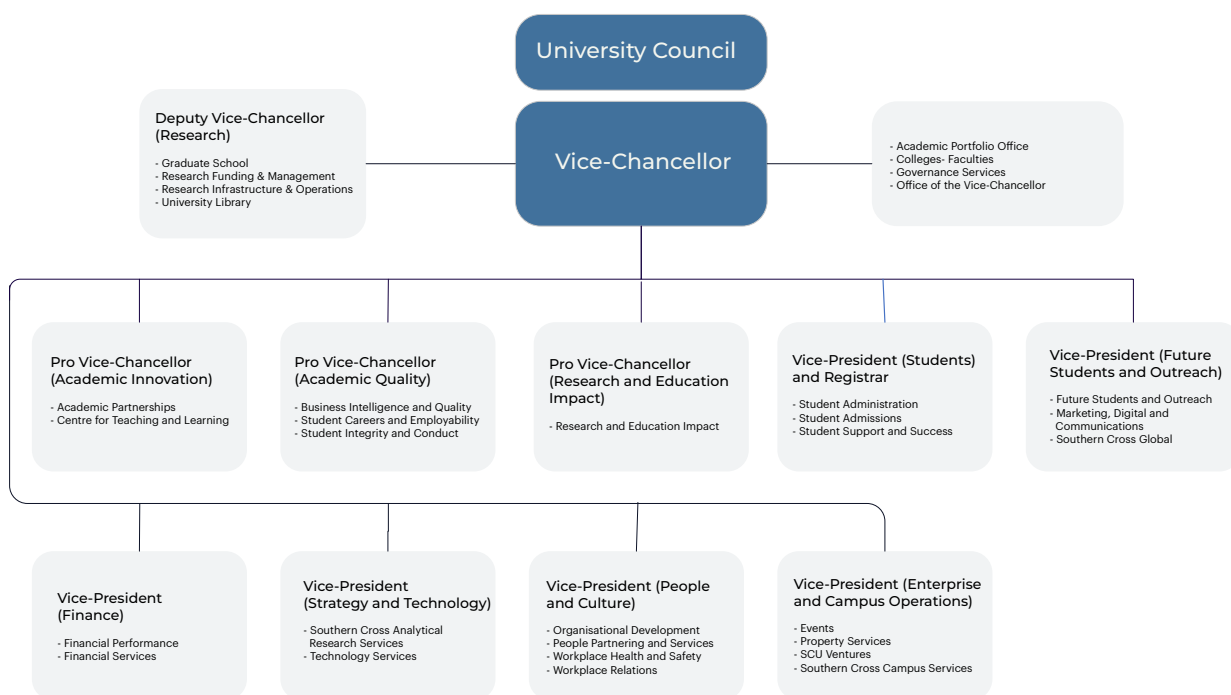 University Council
Deputy Vice-Chancellor
(Research)
- Graduate School
- Research Funding & Management
- Research Infrastructure & Operations
- University Library
Vice-Chancellor
- Academic Portfolio Office
- Colleges- Faculties
- Governance Services
- Office of the Vice-Chancellor
Pro Vice-Chancellor
(Academic Innovation)
- Academic Partnerships
- Centre for Teaching and Learning
Pro Vice-Chancellor
(Academic Quality)
- Business Intelligence and Quality
- Student Careers and Employability
- Student Integrity and Conduct
Pro Vice-Chancellor
(Research and Education
Impact)
- Research and Education Impact
Vice-President (Students)
and Registrar
- Student Administration
- Student Admissions
- Student Support and Success
Vice-President (Future
Students and Outreach)
- Future Students and Outreach
- Marketing, Digital and
Communications
- Southern Cross Global
Vice-President
(Finance)
- Financial Performance
- Financial Services
Vice-President
(Strategy and Technology)
- Southern Cross Analytical
Research Services
- Technology Services
Vice-President (People
and Culture)
- Organisational Development
- People Partnering and Services
- Workplace Health and Safety
- Workplace Relations
Vice-President (Enterprise
and Campus Operations)
- Events
- Property Services
- SCU Ventures
- Southern Cross Campus Services